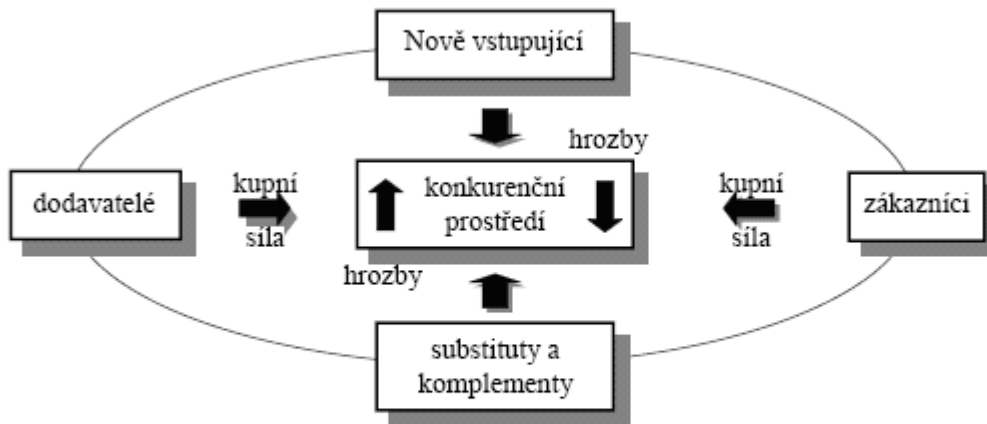 Nově vstupující
hrozby
dodavatelé
kupní
síla
konkurenční
prostředí
kupní
síla
zákazníci
hrozby
substituty a
komplementy